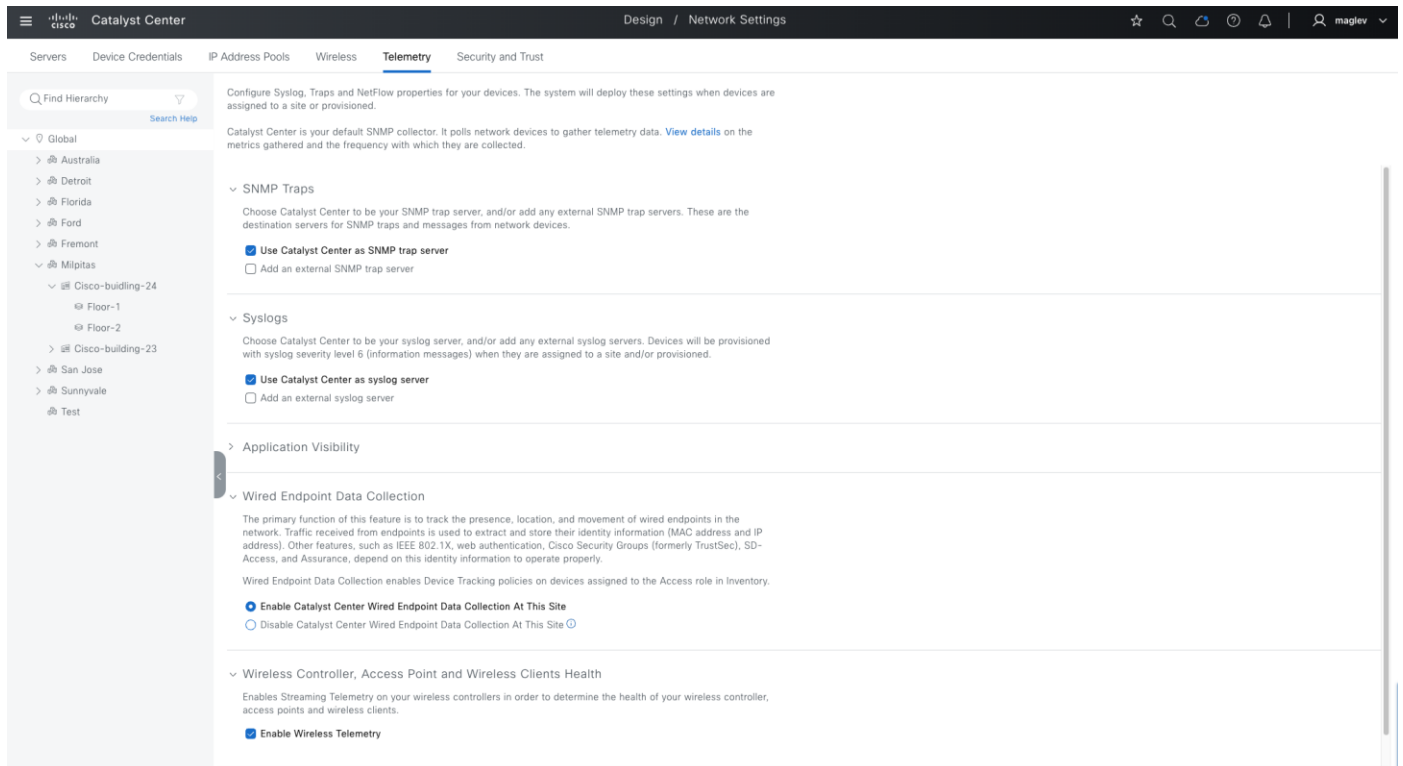 CISCO Catalyst Center
Design / Network Settings
maglev
Servers Device Credentials IP Address Pools Wireless Telemetry Security and Trust
Find Hierarchy
Search Help
Global
Australia
Detroit
Florida
Ford
Fremont
Milpitas
Cisco-buidling-24
Floor-1
Floor-2
Cisco-building-23
San Jose
Sunnyvale
Test
Configure Syslog, Traps and NetFlow properties for your devices. The system will deploy these settings when devices are
assigned to a site or provisioned.
Catalyst Center is your default SNMP collector. It polls network devices to gather telemetry data. View details on the
metrics gathered and the frequency with which they are collected.
SNMP Traps
Choose Catalyst Center to be your SNMP trap server, and/or add any external SNMP trap servers. These are the
destination servers for SNMP traps and messages from network devices.
Use Catalyst Center as SNMP trap server
Add an external SNMP trap server
Syslogs
Choose Catalyst Center to be your syslog server, and/or add any external syslog servers. Devices will be provisioned
with syslog severity level 6 (information messages) when they are assigned to a site and/or provisioned.
Use Catalyst Center as syslog server
Add an external syslog server
Application Visibility
Wired Endpoint Data Collection
The primary function of this feature is to track the presence, location, and movement of wired endpoints in the
network. Traffic received from endpoints is used to extract and store their identity information (MAC address and IP
address). Other features, such as IEEE 802.1X, web authentication, Cisco Security Groups (formerly TrustSec), SD-
Access, and Assurance, depend on this identity information to operate properly.
Wired Endpoint Data Collection enables Device Tracking policies on devices assigned to the Access role in Inventory.
Enable Catalyst Center Wired Endpoint Data Collection At This Site
Disable Catalyst Center Wired Endpoint Data Collection At This Site
Wireless Controller, Access Point and Wireless Clients Health
Enables Streaming Telemetry on your wireless controllers in order to determine the health of your wireless controller,
access points and wireless clients.
Enable Wireless Telemetry